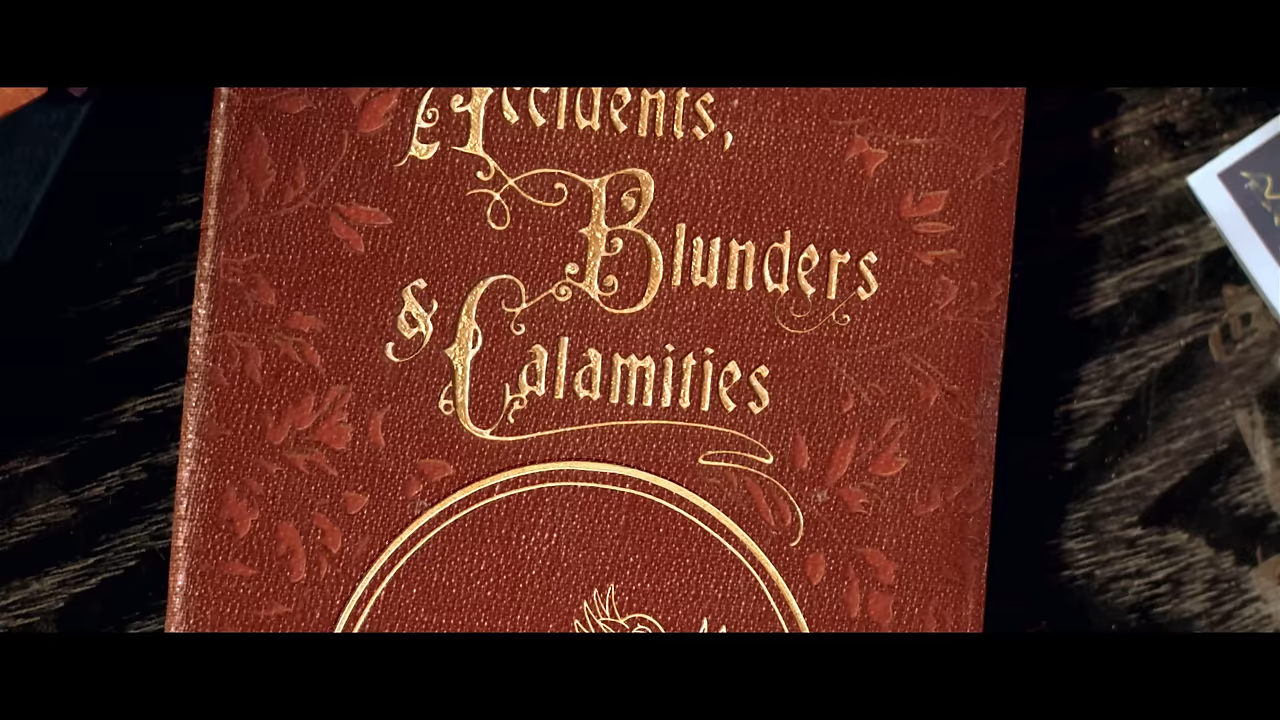 Accidents,
Blunders
& Calamities